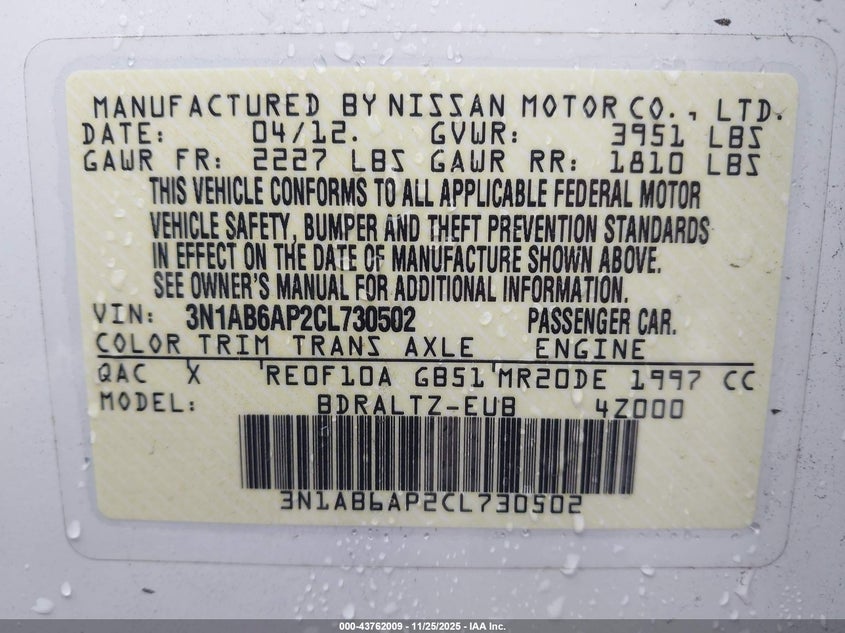 MANUFACTURED BY NISSAN MOTOR CO., LTD.
DATE: 04/12. GVWR: 3951 LBS
GAWR FR: 2227 LBS GAWR RR: 1810 LBS
THIS VEHICLE CONFORMS TO ALL APPLICABLE FEDERAL MOTOR
VEHICLE SAFETY, BUMPER AND THEFT PREVENTION STANDARDS
IN EFFECT ON THE DATE OF MANUFACTURE SHOWN ABOVE.
SEE OWNER'S MANUAL FOR ADDITIONAL INFORMATION.
VIN: 3N1AB6AP2CL730502 PASSENGER CAR.
COLOR TRIM TRANS AXLE ENGINE
QAC X RE0F10A GB51 MR20DE 1997 CC
MODEL: BDRALTZ-EUB 4Z000
3N1AB6AP2CL730502
000-43762009 - 11/25/2025 - IAA Inc.